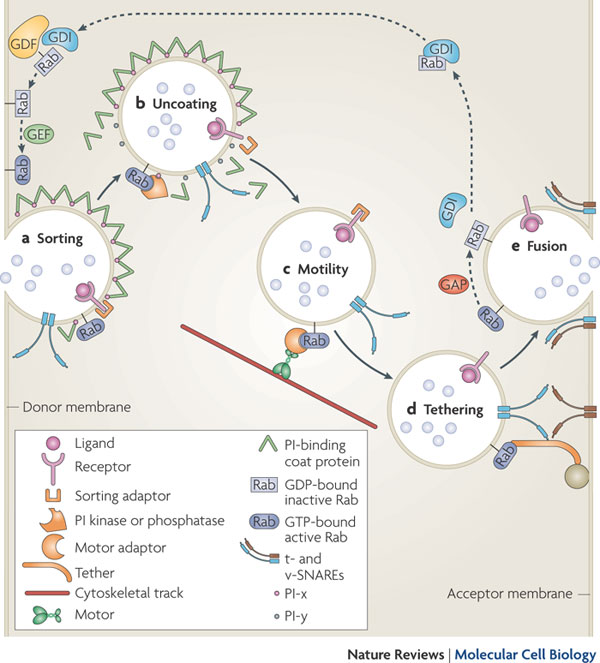 GDF
GDI
Rab
Rab
GEF
Rab
GDI
Rab
b Uncoating
Rab
a Sorting
Rab
c Motility
Rab
GDI
Rab
GAP
Rab
e Fusion
d Tethering
Rab
Donor membrane
Acceptor membrane
Ligand
Receptor
Sorting adaptor
PI kinase or phosphatase
Motor adaptor
Tether
Cytoskeletal track
Motor
PI-binding
coat protein
Rab
GDP-bound
inactive Rab
Rab
GTP-bound
active Rab
t- and
v-SNAREs
PI-x
PI-y
Nature Reviews | Molecular Cell Biology